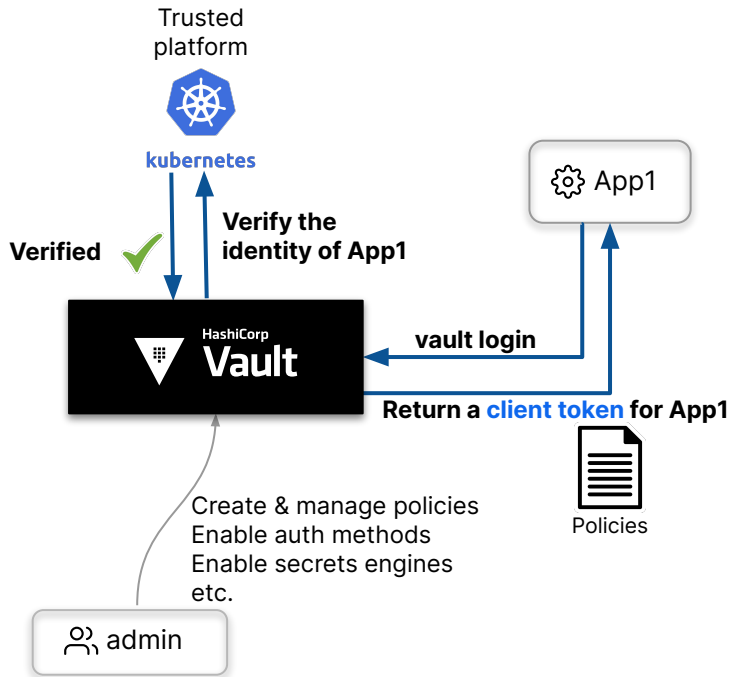 Trusted
platform
kubernetes
App1
Verified
Verify the
identity of App1
HashiCorp
Vault
vault login
Return a client token for App1
Policies
Create & manage policies
Enable auth methods
Enable secrets engines
etc.
admin